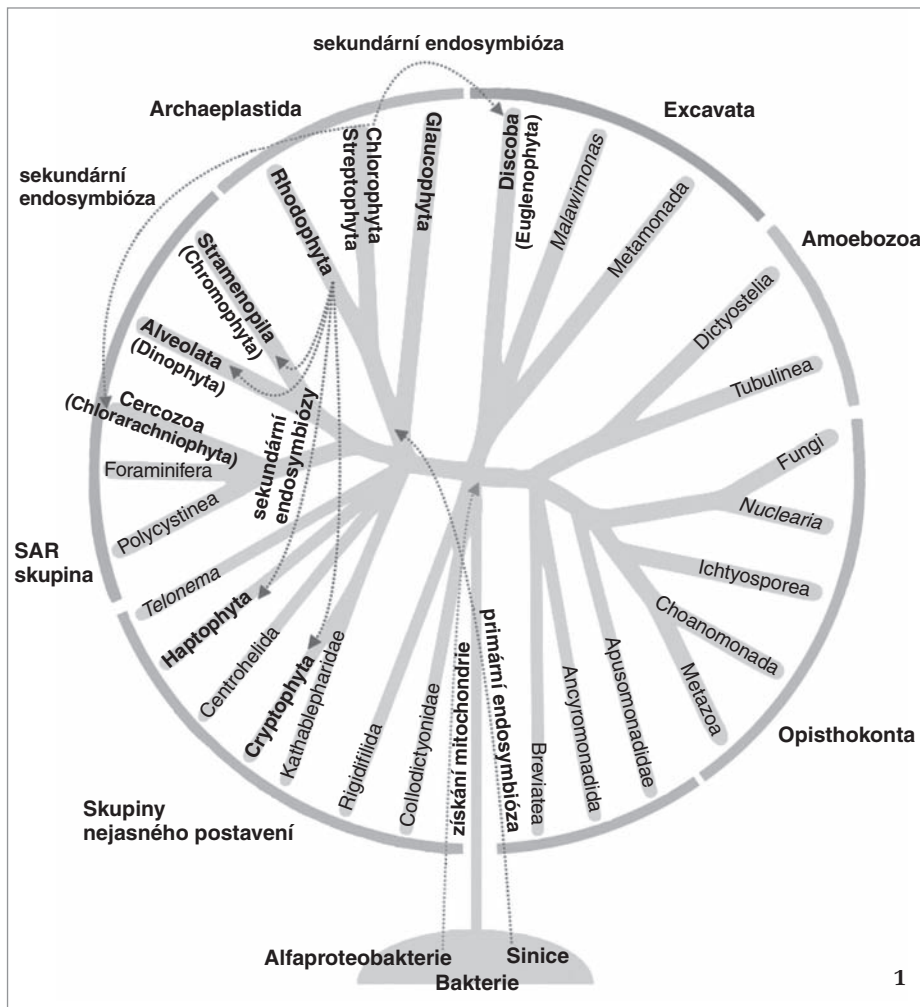 sekundární endosymbióza
Archaeplastida
Excavata
sekundární
endosymbióza
Amoebozoa
Rhodophyta
Streptophyta
Chlorophyta
Glaucophyta
Discoba
(Euglenophyta)
Malawimonas
Metamonada
Dictyostelia
Tubulinea
Stramenopila
(Chromophyta)
Alveolata
(Dinophyta)
Cercozoa
(Chlorarachniophyta)
Foraminifera
Polycystinea
sekundární
endosymbiózy
Fungi
Nuclearia
Ichtyosporea
Choanomonada
Metazoa
SAR
skupina
Telonema
Haptophyta
Centrohelida
Cryptophyta
Kathablepharidae
Rigidifilida
Collodictyonidae
získání mitochondrie
primární endosymbióza
Breviatea
Ancyromonadida
Apusomonadidae
Opisthokonta
Skupiny
nejasného postavení
Alfaproteobakterie
Sinice
Bakterie
1